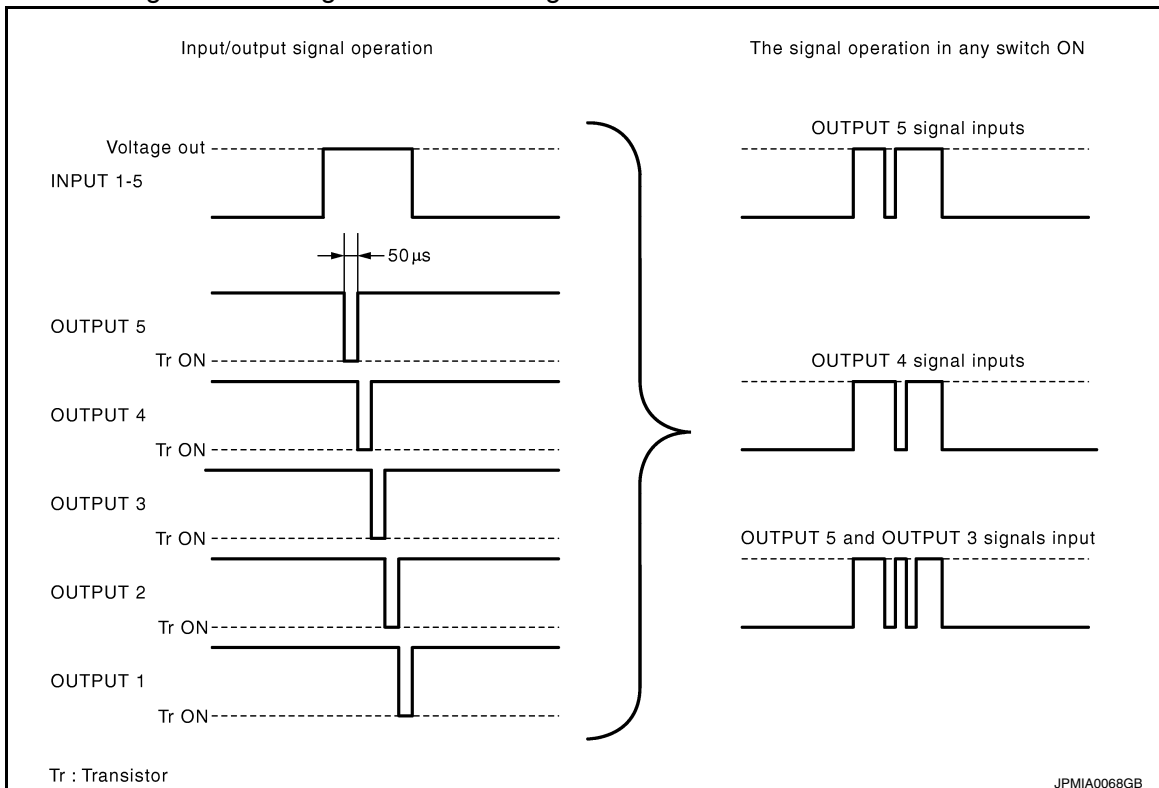 Input/output signal operation
The signal operation in any switch ON
Voltage out
INPUT 1-5
50 μs
OUTPUT 5
Tr ON
OUTPUT 4
Tr ON
OUTPUT 3
Tr ON
OUTPUT 2
Tr ON
OUTPUT 1
Tr ON
OUTPUT 5 signal inputs
OUTPUT 4 signal inputs
OUTPUT 5 and OUTPUT 3 signals input
Tr : Transistor
JPMIA0068GB